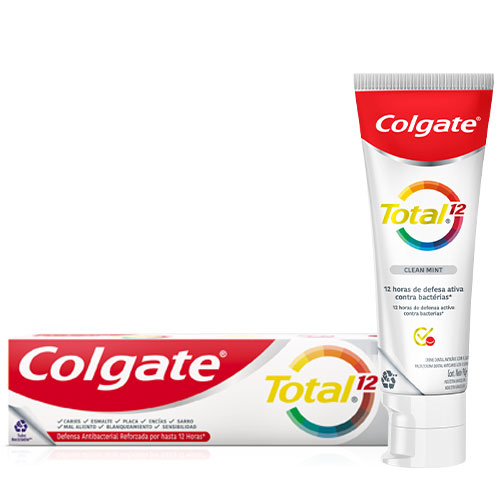 Colgate®
Total®12
CLEAN MINT
12 horas de defesa ativa
contra bactérias*
12 horas de defensa activa
contra bacterias*
Colgate®
Total®12
✓CARIES ✓ESMALTE ✓PLACA ✓ENCÍAS ✓SARRO
✓MAL ALIENTO ✓BLANQUEAMIENTO ✓SENSIBILIDAD
Defensa Antibacterial Reforzada por hasta 12 Horas*